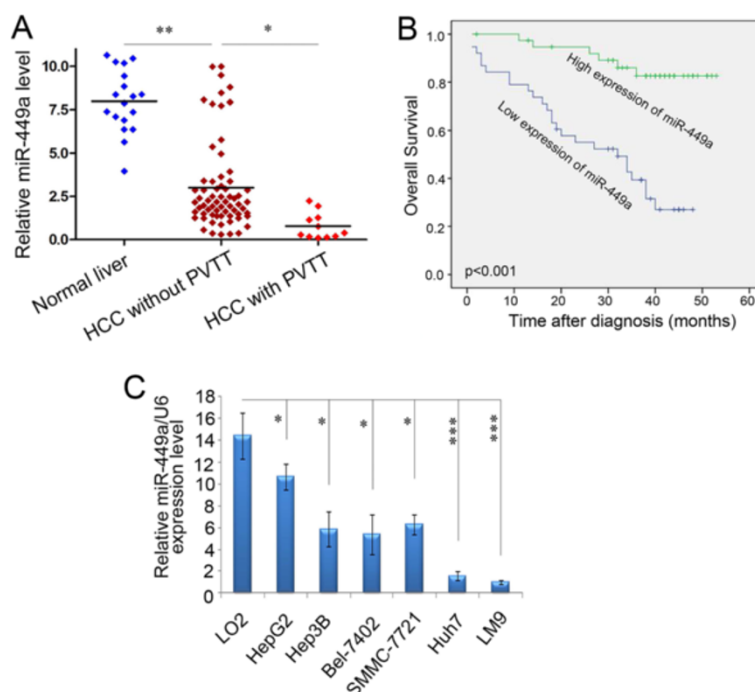 A
**
*
Relative miR-449a level
10.0
7.5
5.0
2.5
0.0
Normal liver
HCC without PVTT
HCC with PVTT
B
Overall Survival
1.0
0.8
0.6
0.4
0.2
0.0
High expression of miR-449a
Low expression of miR-449a
p<0.001
0
10
20
30
40
50
60
Time after diagnosis (months)
C
Relative miR-449a/U6
expression level
18
16
14
12
10
8
6
4
2
0
*
*
*
*
***
***
LO2
HepG2
Hep3B
Bel-7402
SMMC-7721
Huh7
LM9